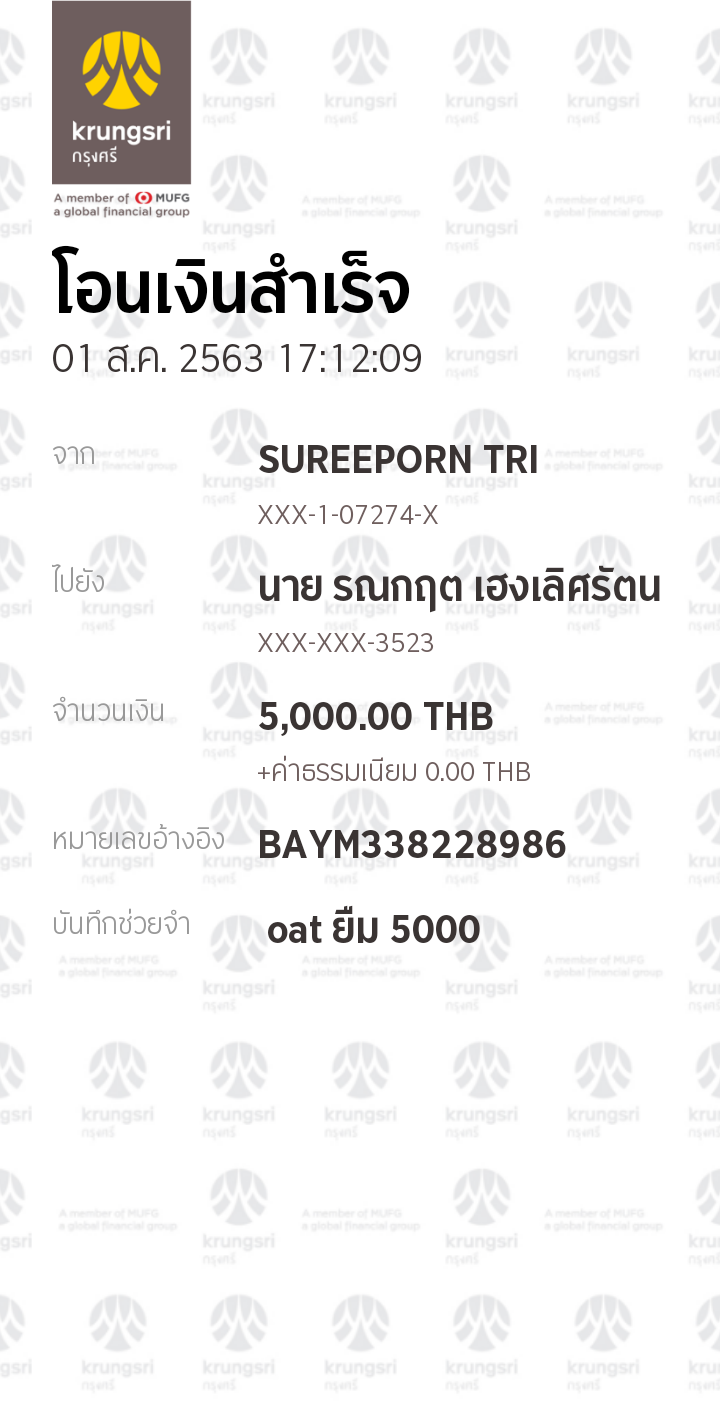 krungsri
กรุงศรี
A member of MUFG
a global financial group
โอนเงินสำเร็จ
01 ส.ค. 2563 17:12:09
จาก SUREEPORN TRI
XXX-1-07274-X
ไปยัง นาย รณกฤต เฮงเลิศรัตน
XXX-XXX-3523
จำนวนเงิน 5,000.00 THB
+ค่าธรรมเนียม 0.00 THB
หมายเลขอ้างอิง BAYM338228986
บันทึกช่วยจำ oat ยืม 5000